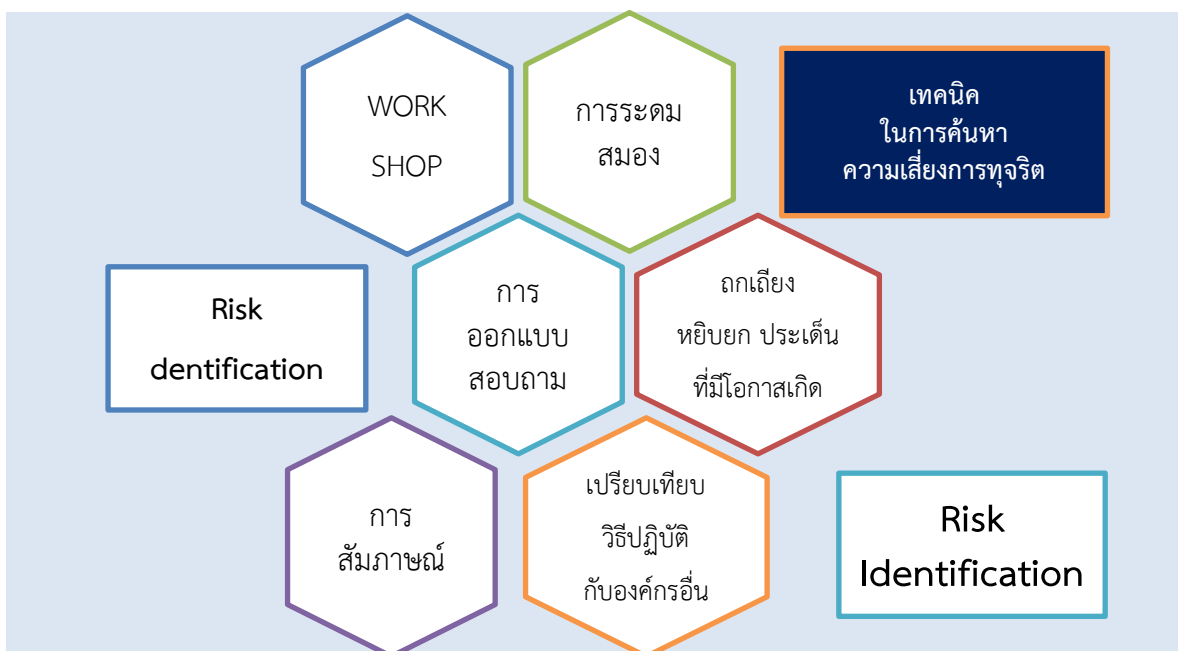 WORK
SHOP
การระดม
สมอง
เทคนิค
ในการค้นหา
ความเสี่ยงการทุจริต
Risk
dentification
การ
ออกแบบ
สอบถาม
ถกเถียง
หยิบยก ประเด็น
ที่มีโอกาสเกิด
การ
สัมภาษณ์
เปรียบเทียบ
วิธีปฏิบัติ
กับองค์กรอื่น
Risk
Identification